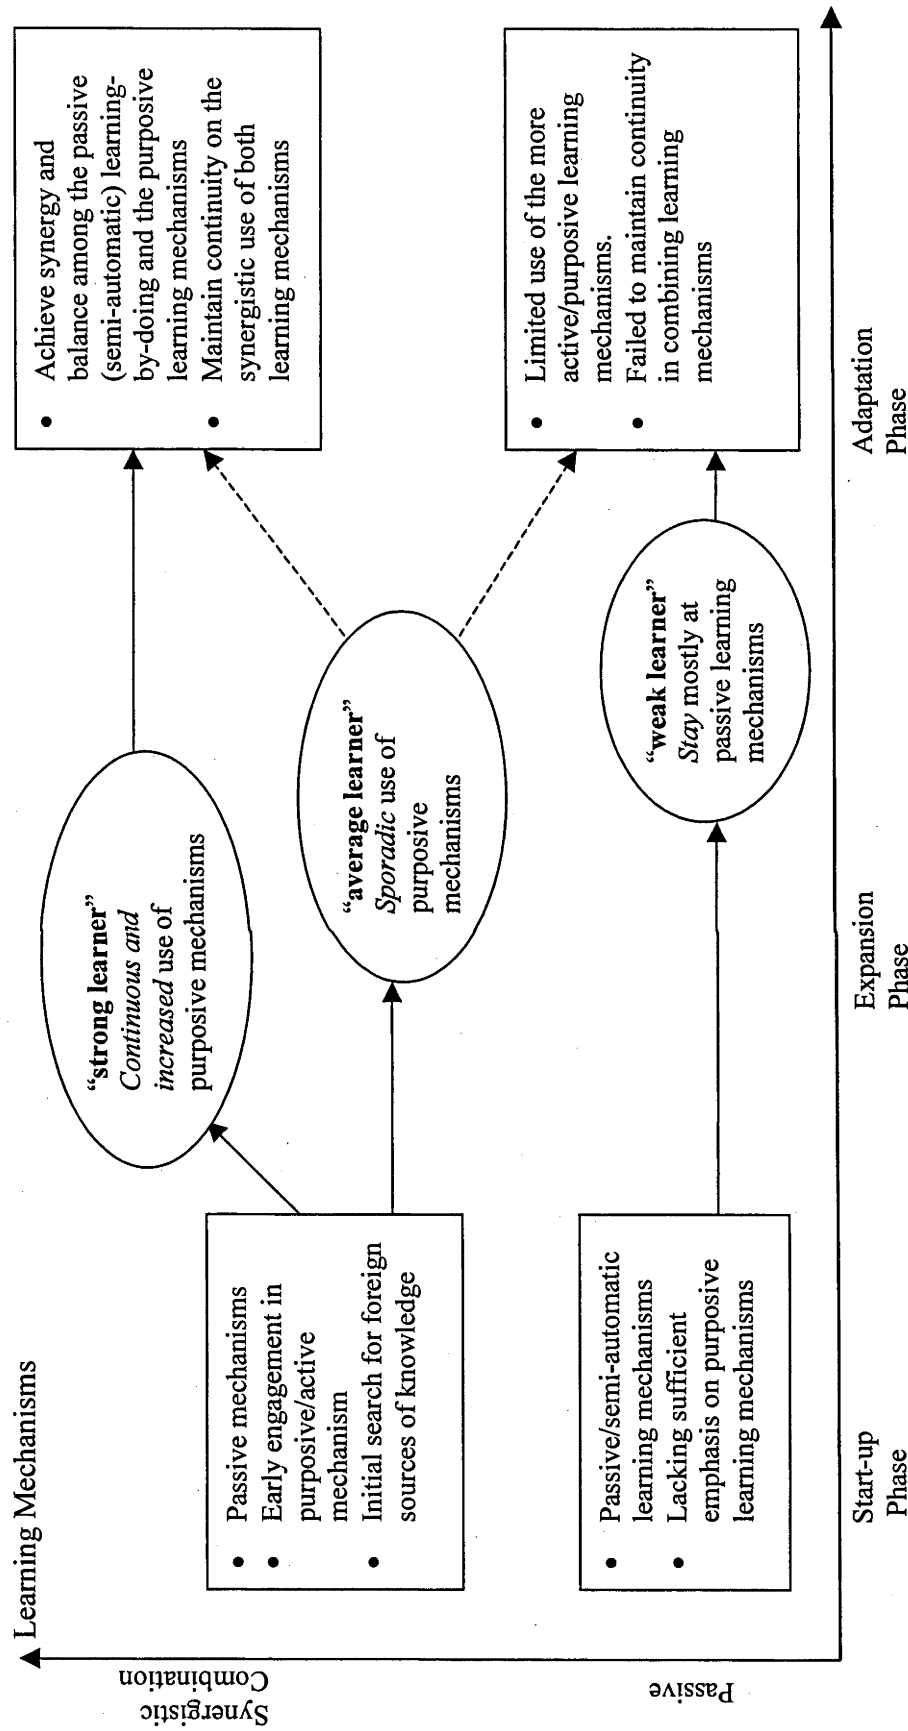 Learning Mechanisms
Synergistic
Combination
Passive
• Passive mechanisms
• Early engagement in
purposive/active
mechanism
• Initial search for foreign
sources of knowledge
• Passive/semi-automatic
learning mechanisms
• Lacking sufficient
emphasis on purposive
learning mechanisms
“strong learner”
Continuous and
increased use of
purposive mechanisms
“average learner”
Sporadic use of
purposive
mechanisms
“weak learner”
Stay mostly at
passive learning
mechanisms
• Achieve synergy and
balance among the passive
(semi-automatic) learning-
by-doing and the purposive
learning mechanisms
• Maintain continuity on the
synergistic use of both
learning mechanisms
• Limited use of the more
active/purposive learning
mechanisms.
• Failed to maintain continuity
in combining learning
mechanisms
Start-up
Phase
Expansion
Phase
Adaptation
Phase